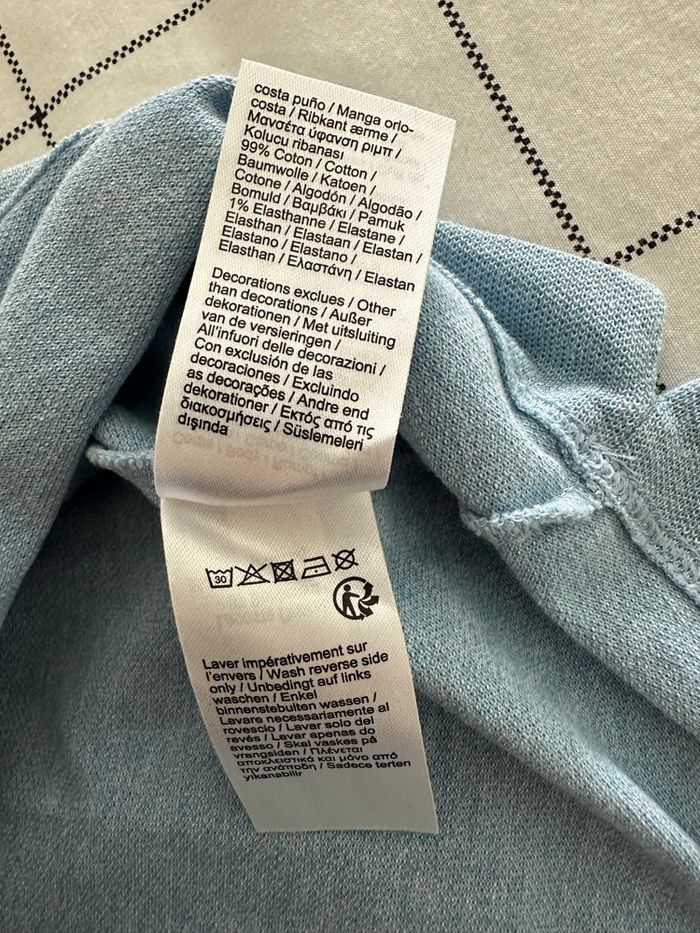 costa puño / Manga orlo-
costa / Ribkant ærme /
Μανσέτα ύφανση ριμπ /
Kolucu ribanası
99% Coton / Cotton /
Baumwolle / Katoen /
Cotone / Algodón / Algodão /
Bomuld / Βαμβάκι / Pamuk
1% Elasthanne / Elastane /
Elasthan / Elastaan / Elastan /
Elastano / Elastano /
Elasthan / Ελαστάνη / Elastan
Decorations exclues / Other
than decorations / Außer
dekorationen / Met uitsluiting
van de versieringen /
All'infuori delle decorazioni /
Con exclusión de las
decoraciones / Excluindo
as decorações / Andre end
dekorationer / Εκτός από τις
διακοσμήσεις / Süslemeleri
dışında
30
Laver impérativement sur
l'envers / Wash reverse side
only / Unbedingt auf links
waschen / Enkel
binnenstebuiten wassen /
Lavare necessariamente al
rovescio / Lavar solo del
revés / Lavar apenas do
avesso / Skal vaskes på
vrangsiden / Πλένεται
αποκλειστικά και μόνο από
την ανάποδη / Sadece tersten
yıkanabilir